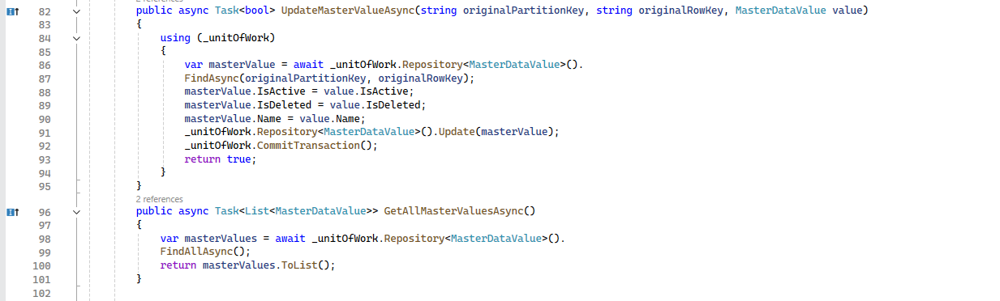 2 references
82 public async Task<bool> UpdateMasterValueAsync(string originalPartitionKey, string originalRowKey, MasterDataValue value)
83 {
84 using (_unitOfWork)
85 {
86 var masterValue = await _unitOfWork.Repository<MasterDataValue>().
87 FindAsync(originalPartitionKey, originalRowKey);
88 masterValue.IsActive = value.IsActive;
89 masterValue.IsDeleted = value.IsDeleted;
90 masterValue.Name = value.Name;
91 _unitOfWork.Repository<MasterDataValue>().Update(masterValue);
92 _unitOfWork.CommitTransaction();
93 return true;
94 }
95 }
2 references
96 public async Task<List<MasterDataValue>> GetAllMasterValuesAsync()
97 {
98 var masterValues = await _unitOfWork.Repository<MasterDataValue>().
99 FindAllAsync();
100 return masterValues.ToList();
101 }
102